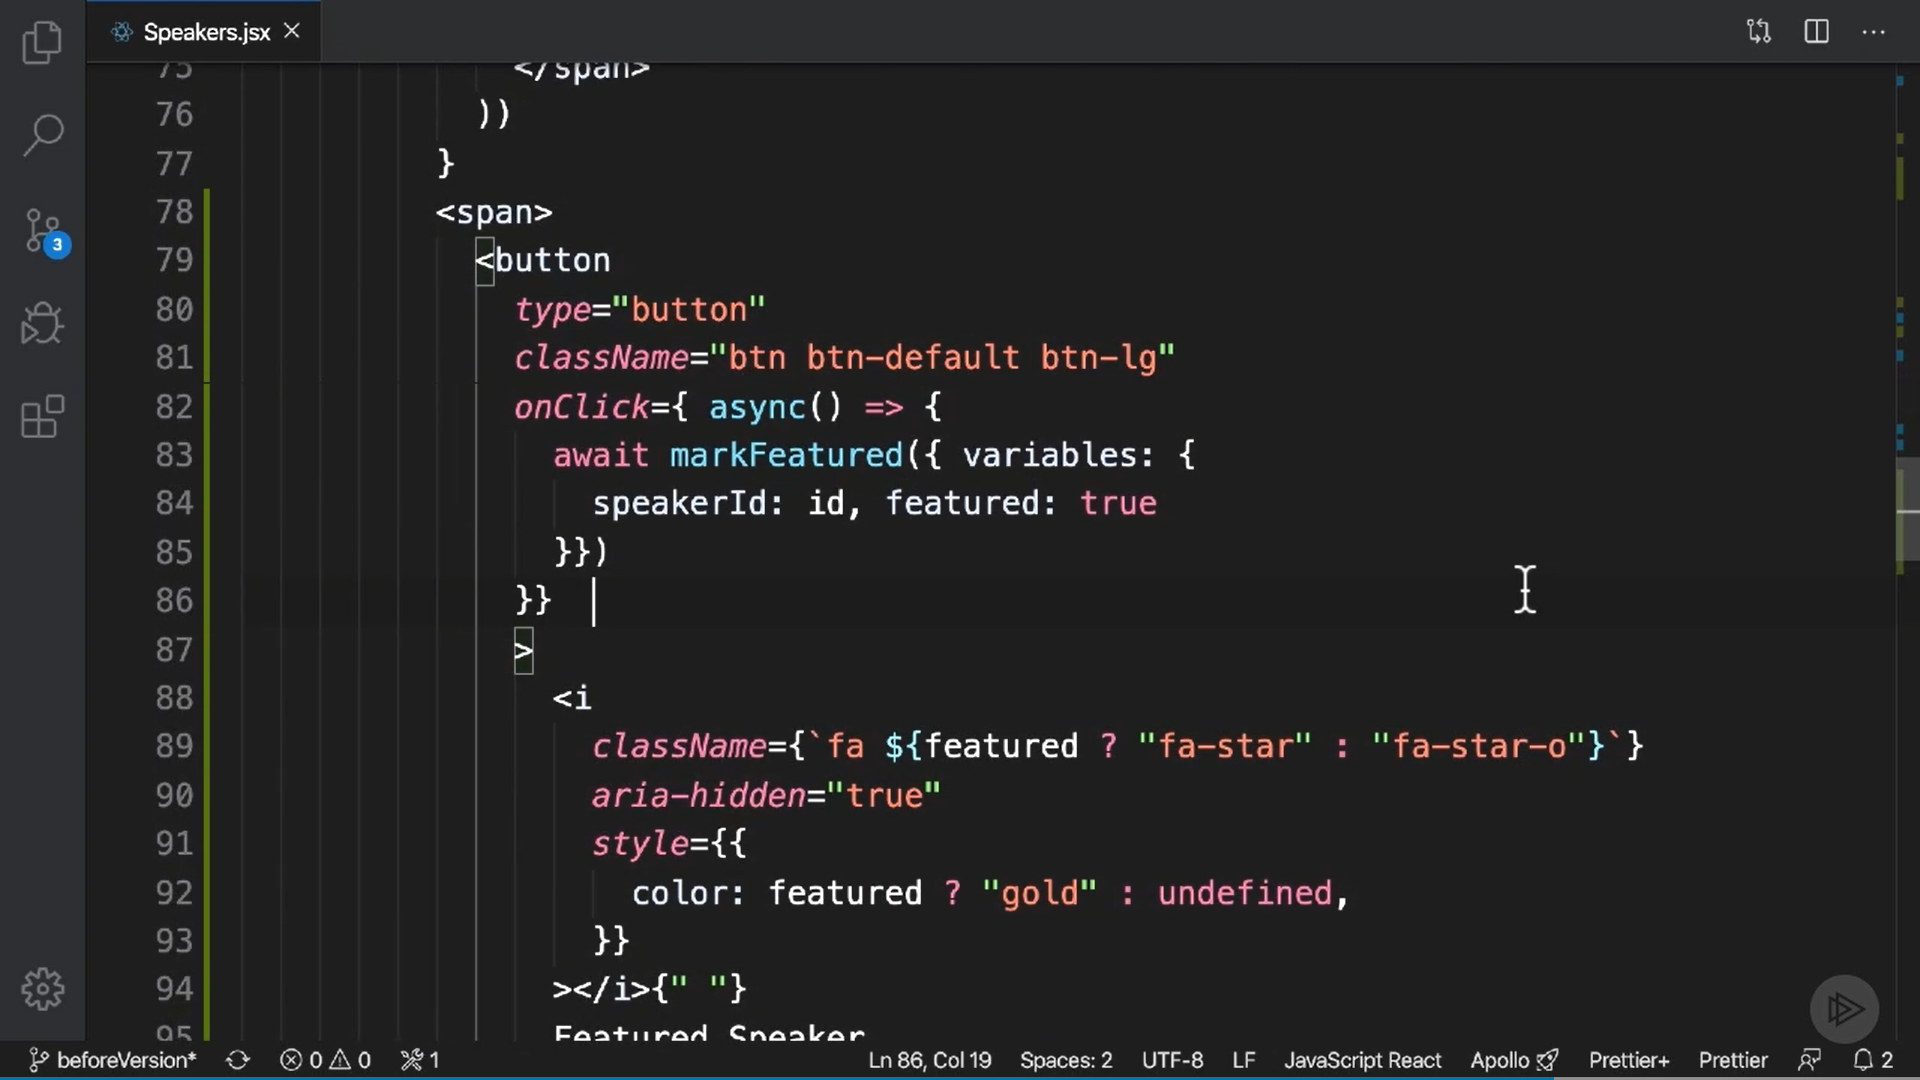 Speakers.jsx
75 </span>
76 ))
77 }
78 <span>
79 <button
80 type="button"
81 className="btn btn-default btn-lg"
82 onClick={ async() => {
83 await markFeatured({ variables: {
84 speakerId: id, featured: true
85 }})
86 }}
87 >
88 <i
89 className={`fa ${featured ? "fa-star" : "fa-star-o"}`}
90 aria-hidden="true"
91 style={{
92 color: featured ? "gold" : undefined,
93 }}
94 ></i>{" "}
95 Featured Speaker
3
beforeVersion* 0 0 1 Ln 86, Col 19 Spaces: 2 UTF-8 LF JavaScript React Apollo Prettier+ Prettier 2